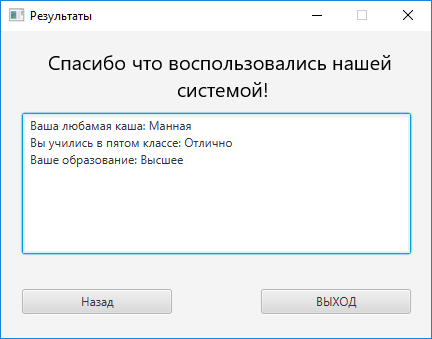 Результаты
Спасибо что воспользовались нашей
системой!
Ваша любамая каша: Манная
Вы учились в пятом классе: Отлично
Ваше образование: Высшее
Назад
ВЫХОД